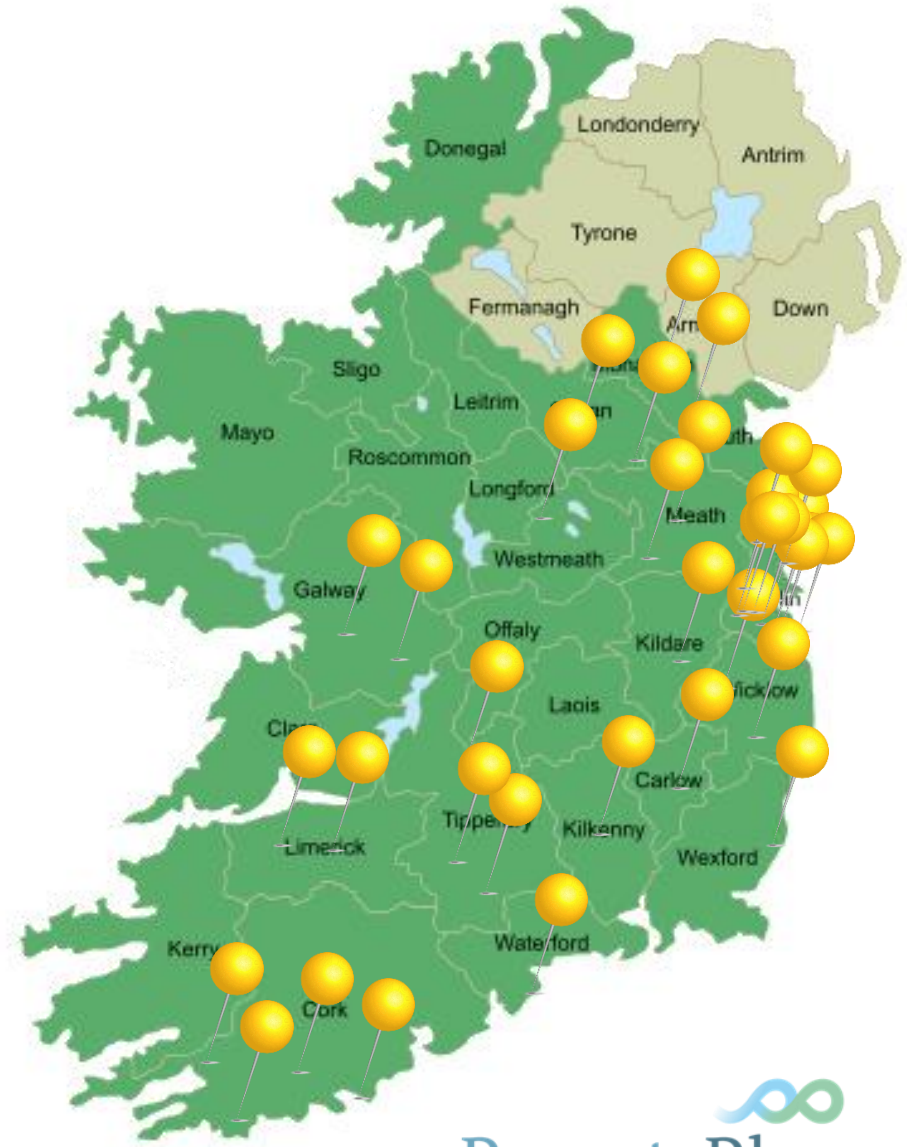 Londonderry
Donegal
Antrim
Tyrone
Fermanagh
Down
Sligo
Leitrim
Mayo
Roscommon
Longford
Meath
Westmeath
Galway
Offaly
Kildare
Laois
Carlow
Tipperary
Kilkenny
Limerick
Wexford
Waterford
Kerry
Cork